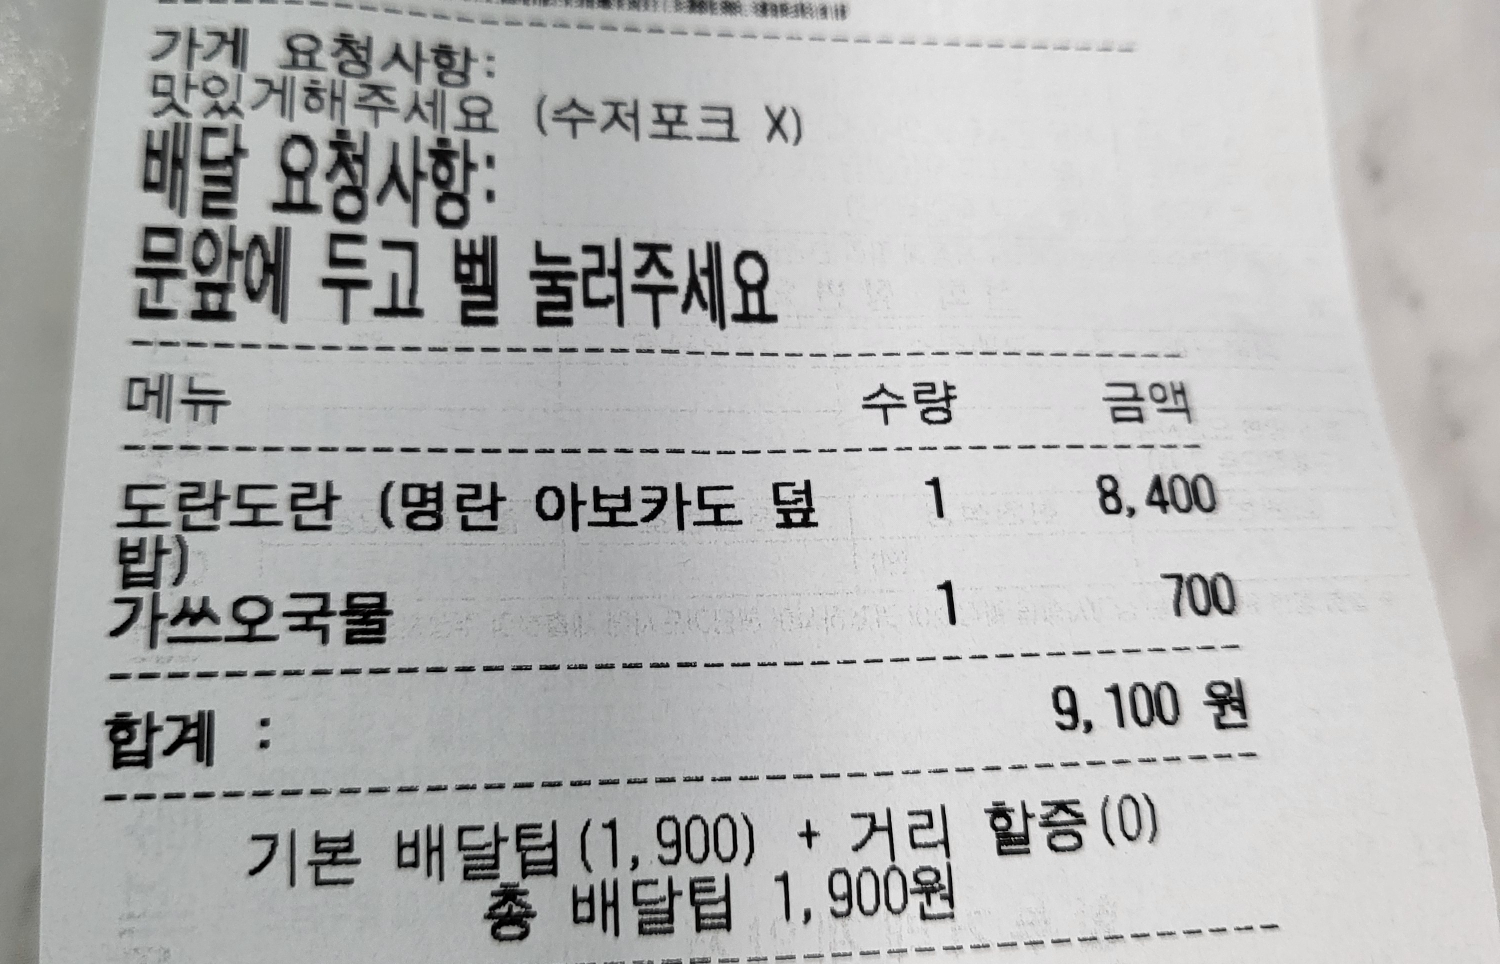 가게 요청사항:
맛있게해주세요 (수저포크 X)
배달 요청사항:
문앞에 두고 벨 눌러주세요
메뉴 수량 금액
도란도란 (명란 아보카도 덮 1 8,400
밥)
가쓰오국물 1 700
합계 : 9,100 원
기본 배달팁(1,900) + 거리 할증(0)
총 배달팁 1,900원